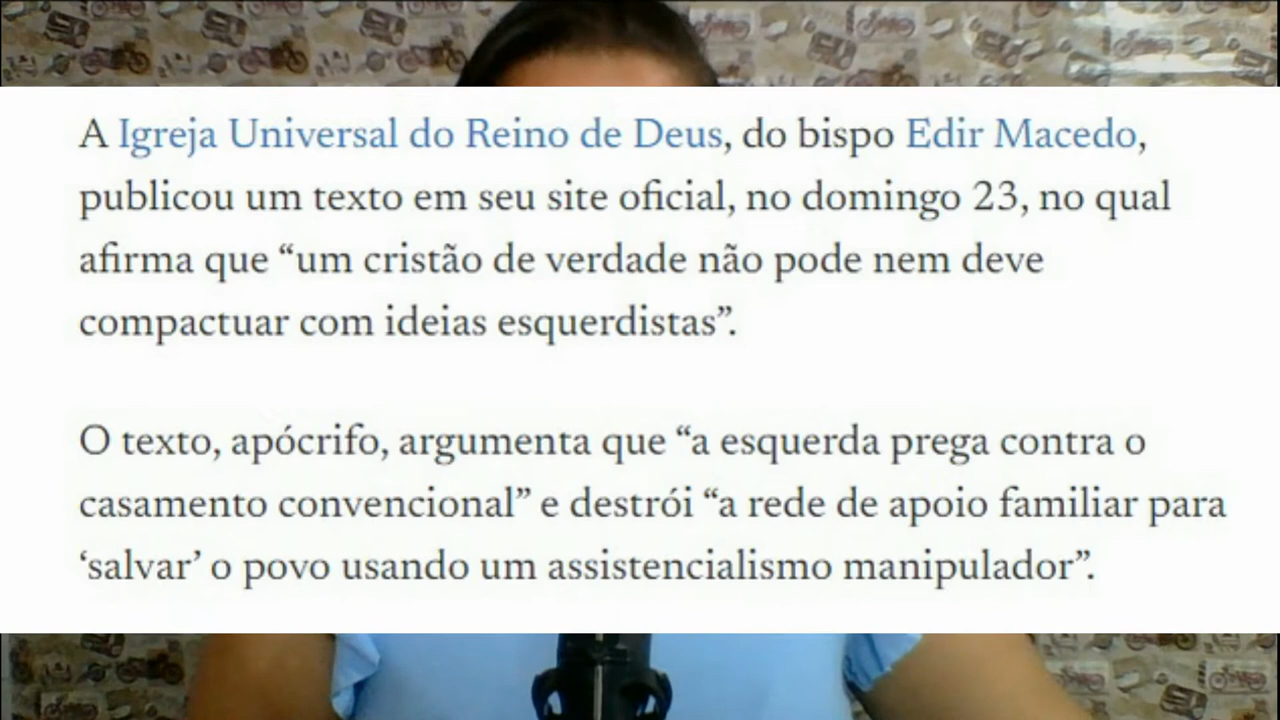 A Igreja Universal do Reino de Deus, do bispo Edir Macedo,
publicou um texto em seu site oficial, no domingo 23, no qual
afirma que “um cristão de verdade não pode nem deve
compactuar com ideias esquerdistas”.
O texto, apócrifo, argumenta que “a esquerda prega contra o
casamento convencional” e destrói “a rede de apoio familiar para
‘salvar’ o povo usando um assistencialismo manipulador”.